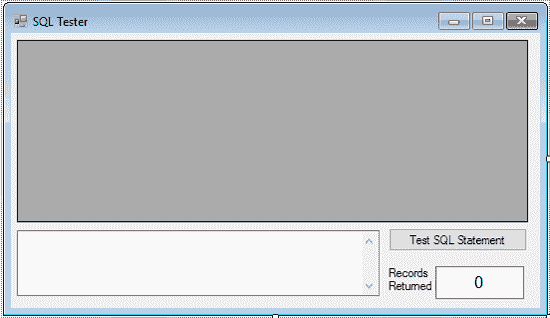 SQL Tester
Test SQL Statement
Records
Returned
0